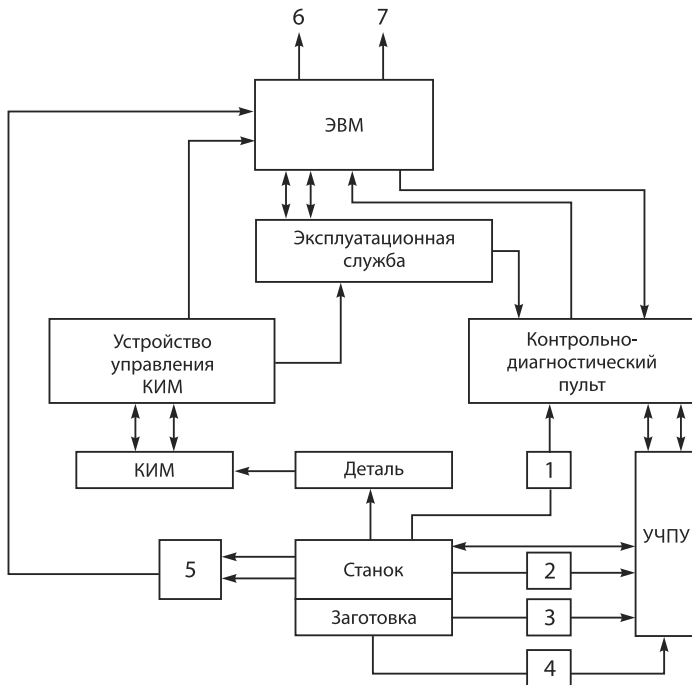 6
7
ЭВМ
Эксплуатационная
служба
Устройство
управления
КИМ
Контрольно-
диагностический
пульт
КИМ
Деталь
1
УЧПУ
5
Станок
2
Заготовка
3
4